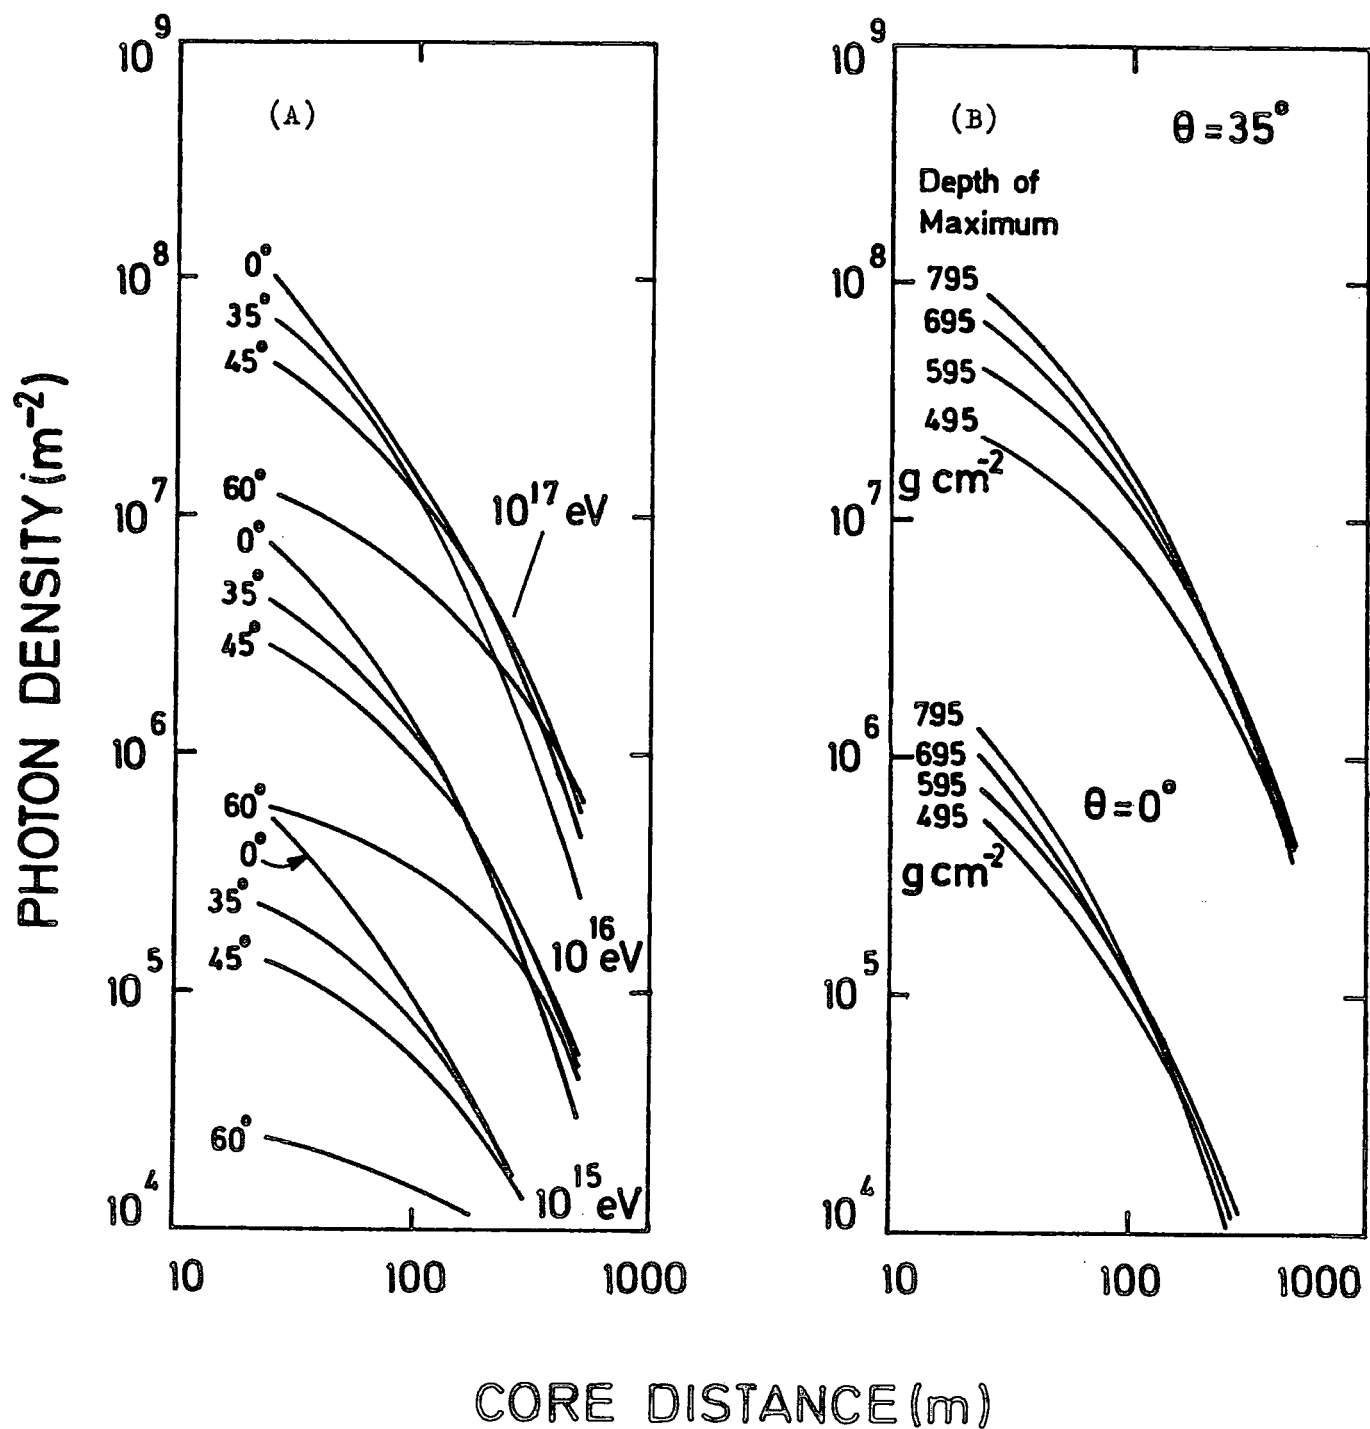 PHOTON DENSITY (m⁻²)
10⁹
10⁸
10⁷
10⁶
10⁵
10⁴
(A)
0°
35°
45°
60°
10¹⁷ eV
0°
35°
45°
60°
10¹⁶ eV
0°
35°
45°
60°
10¹⁵ eV
10
100
1000
10⁹
10⁸
10⁷
10⁶
10⁵
10⁴
(B)
θ = 35°
Depth of
Maximum
795
695
595
495
g cm⁻²
795
695
595
495
g cm⁻²
θ = 0°
10
100
1000
CORE DISTANCE (m)